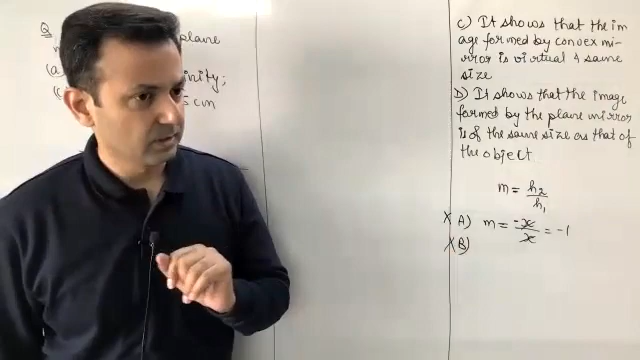 Q
plane
m
(a)
inity;
(c
5 cm
C) It shows that the im
age formed by convex mi-
rror is virtual & same
size
D) It shows that the image
formed by the plane mirror
is of the same size as that of
the object
m = h2/h1
X A) m = -x/x = -1
X B)